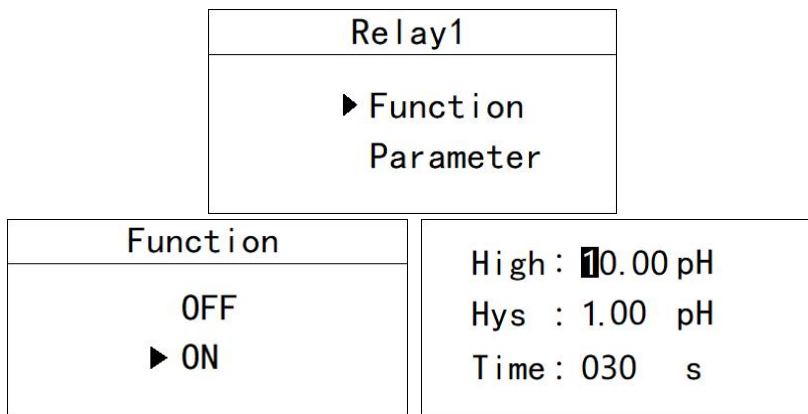 Relay1
Function
Parameter
Function
OFF
ON
High: 10.00 pH
Hys : 1.00 pH
Time: 030 s